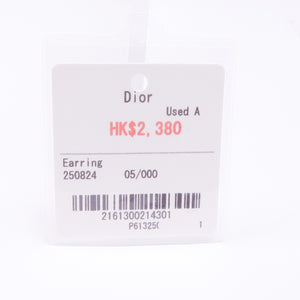 Dior
Used A
HK$2,380
Earring
250824 05/000
2161300214301
P61325(
1